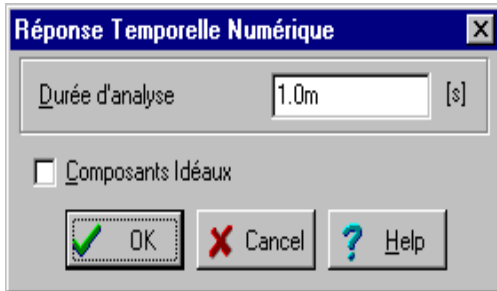 Réponse Temporelle Numérique
Durée d'analyse 1.0m [s]
Composants Idéaux
OK Cancel Help